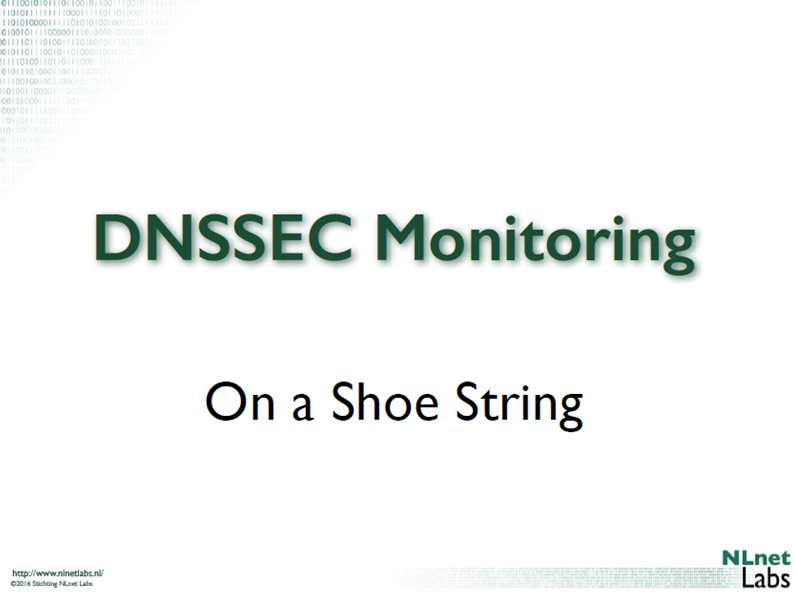 DNSSEC Monitoring
On a Shoe String
http://www.nlnetlabs.nl/
©2016 Stichting NLnet Labs
NLnet
Labs